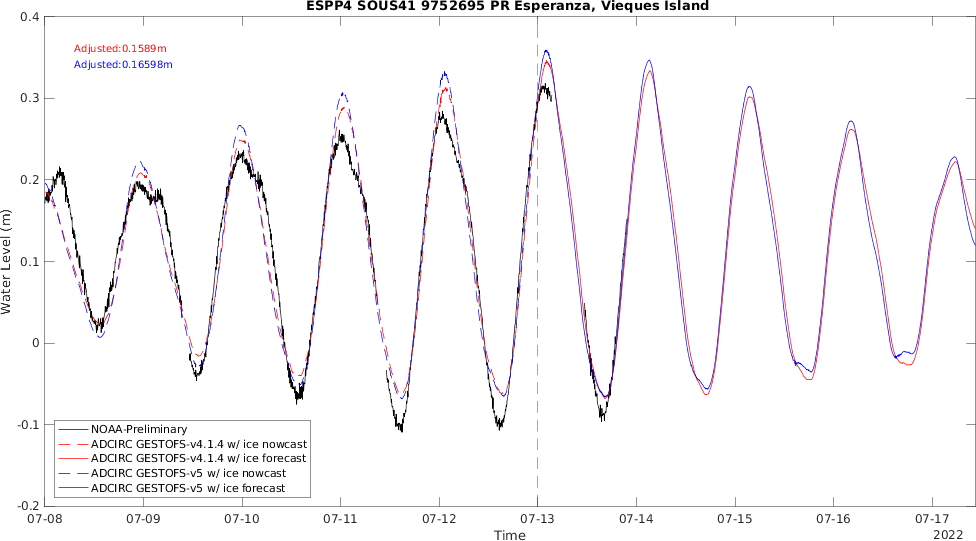 ESPP4 SOUS41 9752695 PR Esperanza, Vieques Island
0.4
Adjusted:0.1589m
Adjusted:0.16598m
0.3
0.2
Water Level (m)
0.1
0
-0.1
NOAA-Preliminary
ADCIRC GESTOFS-v4.1.4 w/ ice nowcast
ADCIRC GESTOFS-v4.1.4 w/ ice forecast
ADCIRC GESTOFS-v5 w/ ice nowcast
ADCIRC GESTOFS-v5 w/ ice forecast
-0.2
07-08 07-09 07-10 07-11 07-12 07-13 07-14 07-15 07-16 07-17
Time
2022